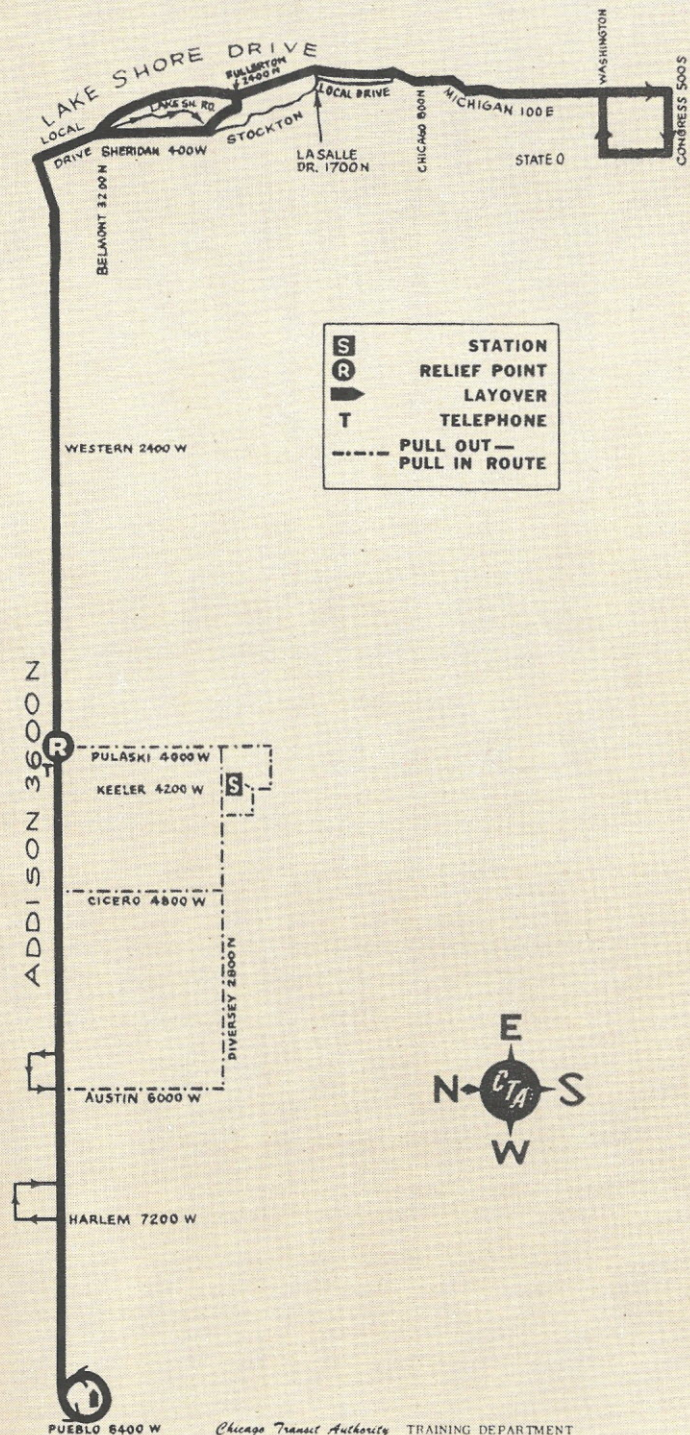 LAKE SHORE DRIVE
FULLERTON
2400 N
LAKE SH. RD.
LOCAL
DRIVE
SHERIDAN 400W
STOCKTON
LOCAL DRIVE
LA SALLE
DR. 1700N
BELMONT 3200N
CHICAGO 800N
MICHIGAN 100E
WASHINGTON
CONGRESS 500S
STATE 0
S STATION
R RELIEF POINT
LAYOVER
T TELEPHONE
PULL OUT—
PULL IN ROUTE
WESTERN 2400 W
ADDISON 3600 N
R
T
PULASKI 4000 W
KEELER 4200 W
S
CICERO 4800 W
DIVERSEY 2800 N
AUSTIN 6000 W
HARLEM 7200 W
E
N CTA S
W
PUEBLO 8400 W
Chicago Transit Authority TRAINING DEPARTMENT